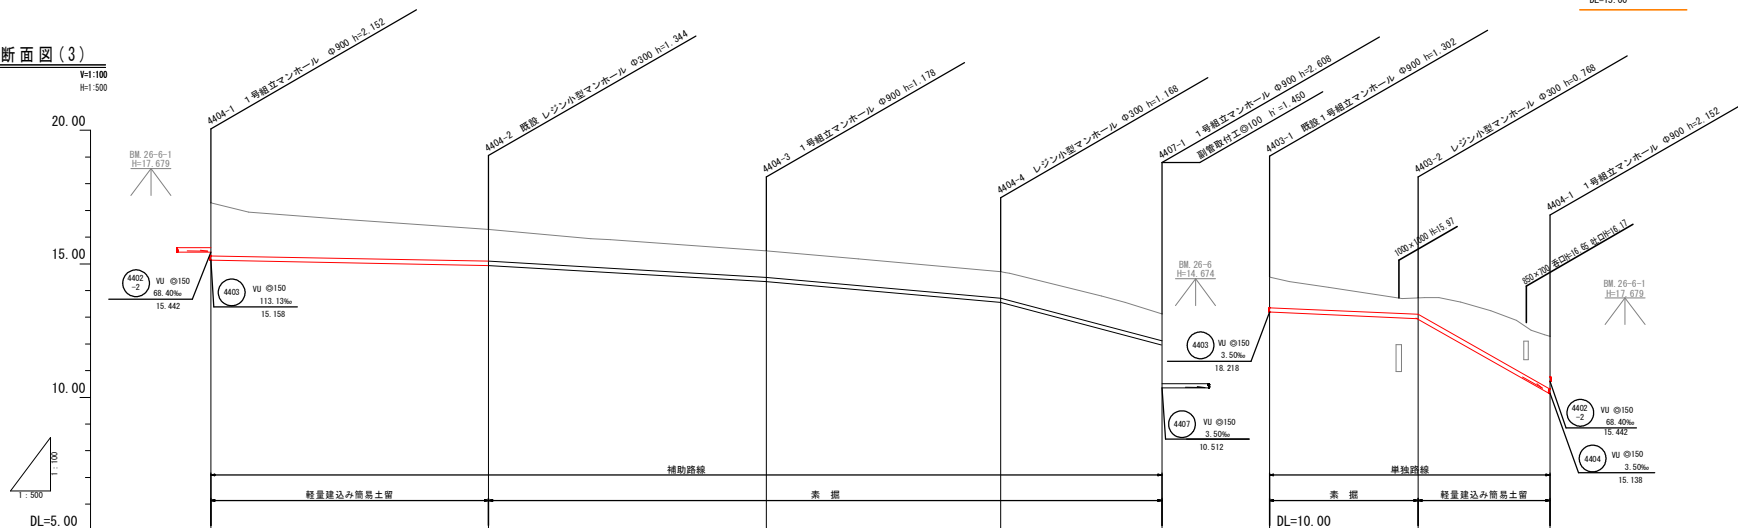 断面図(3)
V=1:100
H=1:500
DL=15.00
4404-1 1号組立マンホール Φ900 h=2.152
4404-2 既設 レジン小型マンホール Φ300 h=1.344
4404-3 1号組立マンホール Φ900 h=1.178
4404-4 レジン小型マンホール Φ300 h=1.168
4407-1 1号組立マンホール Φ900 h=2.608
副管取付工◎100 h'=1.450
4403-1 既設 1号組立マンホール Φ900 h=1.302
4403-2 レジン小型マンホール Φ300 h=0.768
4404-1 1号組立マンホール Φ900 h=2.152
1000×1000 H=15.97
850×700 呑口H=16.65 吐口H=16.17
20.00
15.00
10.00
DL=5.00
BM.26-6-1
H=17.679
BM.26-6
H=14.674
BM.26-6-1
H=17.679
4402
-2
VU ◎150
68.40‰
15.442
4403
VU ◎150
113.13‰
15.158
4403
VU ◎150
3.50‰
18.218
4407
VU ◎150
3.50‰
10.512
4402
-2
VU ◎150
68.40‰
15.442
4404
VU ◎150
3.50‰
15.138
1:100
1:500
補助路線
単独路線
軽量建込み簡易土留
素 掘
素 掘
軽量建込み簡易土留
DL=10.00